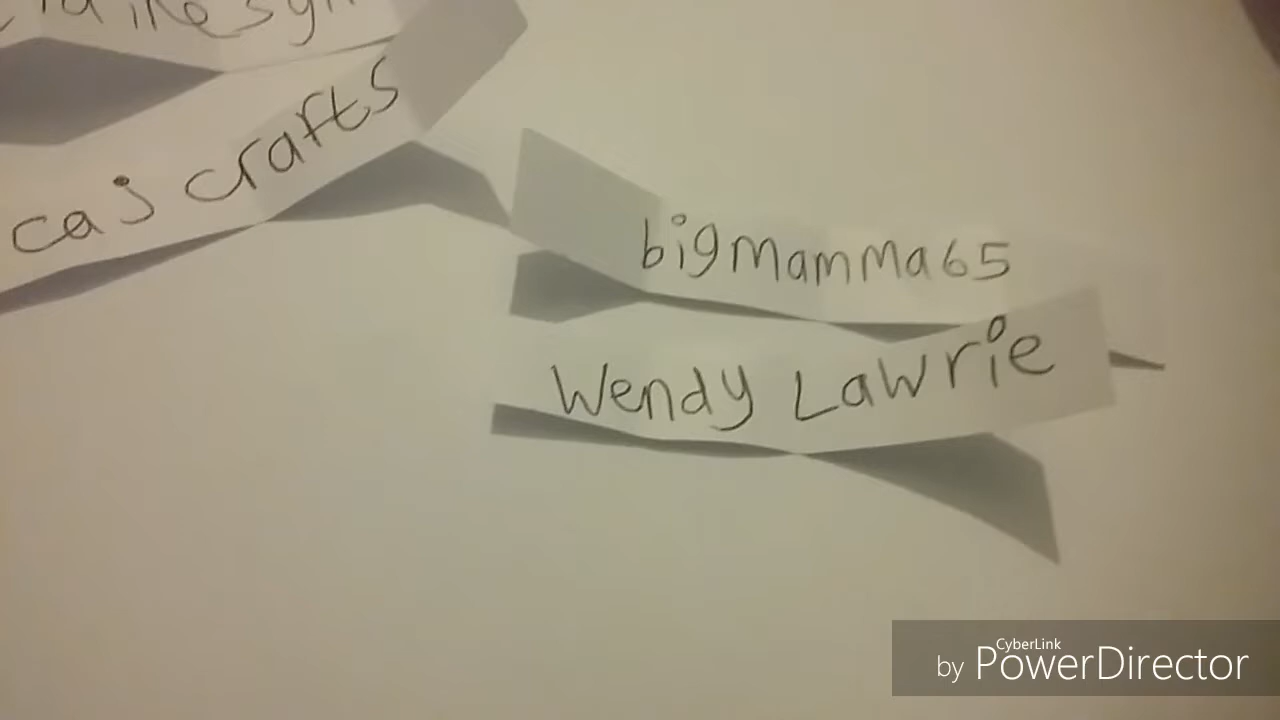 caj crafts
bigmamma65
Wendy Lawrie
CyberLink
by PowerDirector